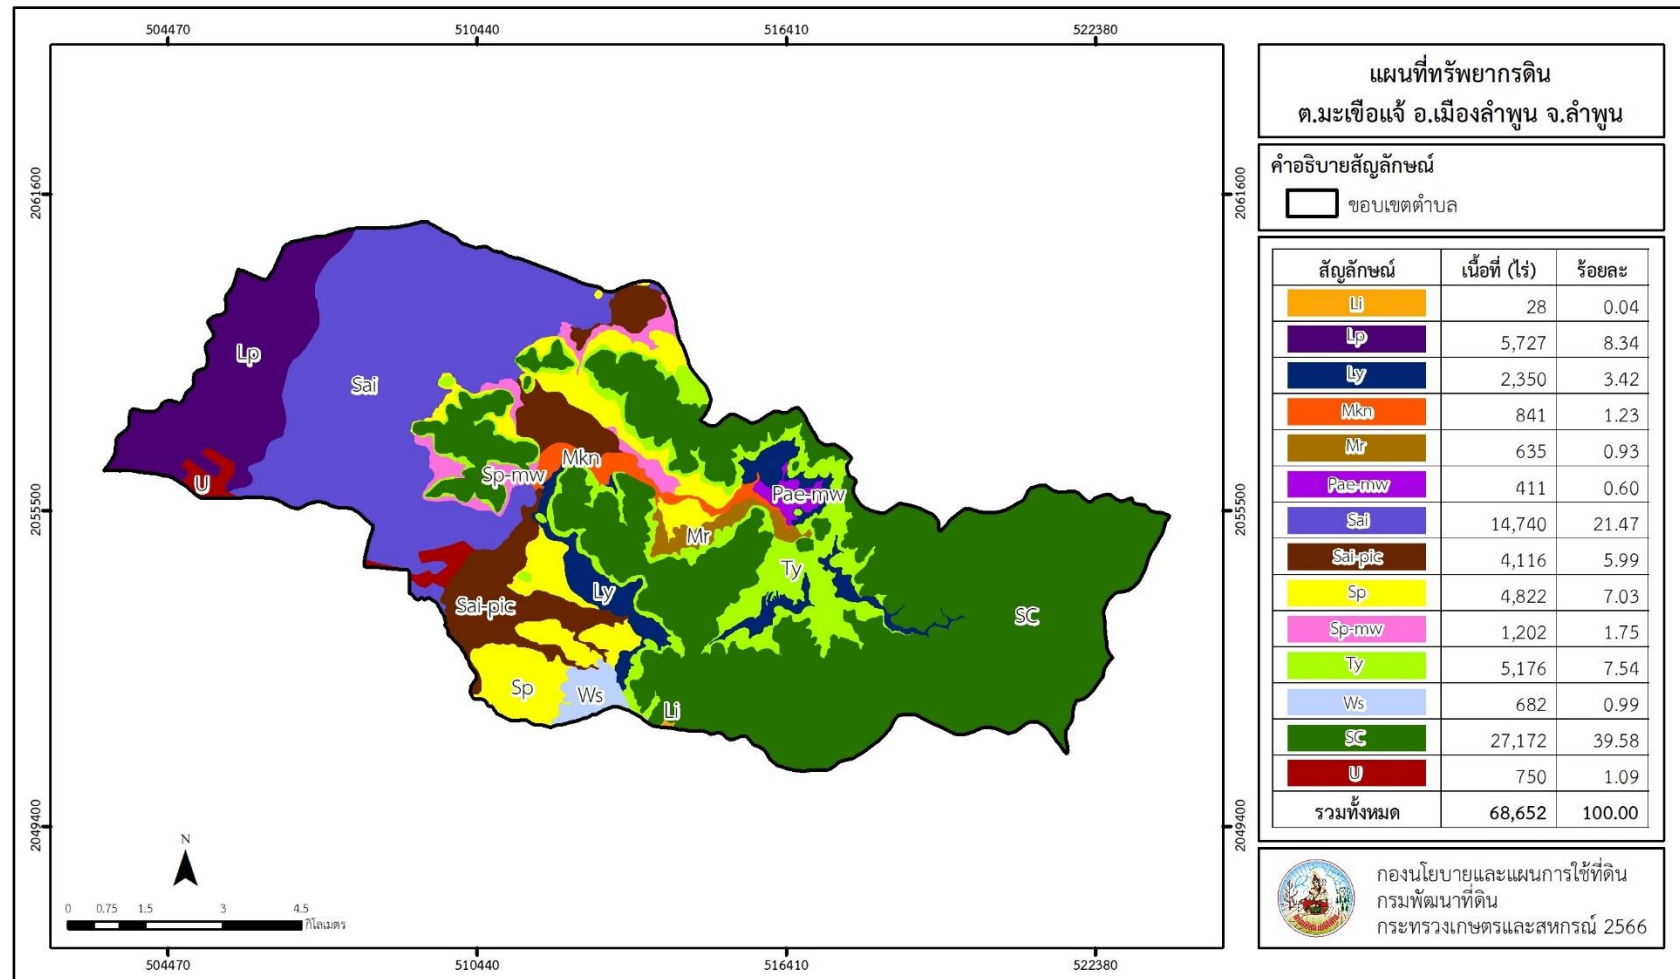 504470 510440 516410 522380
2061600
2055500
2049400
Lp
Sai
U
Sp-mw
Mkn
Pae-mw
Mr
Ty
Ly
Sai-pic
SC
Sp
Ws
Li
N
0 0.75 1.5 3 4.5
กิโลเมตร
504470 510440 516410 522380
2061600
2055500
2049400
แผนที่ทรัพยากรดิน
ต.มะเขือแจ้ อ.เมืองลำพูน จ.ลำพูน
คำอธิบายสัญลักษณ์
ขอบเขตตำบล
สัญลักษณ์ เนื้อที่ (ไร่) ร้อยละ
Li 28 0.04
Lp 5,727 8.34
Ly 2,350 3.42
Mkn 841 1.23
Mr 635 0.93
Pae-mw 411 0.60
Sai 14,740 21.47
Sai-pic 4,116 5.99
Sp 4,822 7.03
Sp-mw 1,202 1.75
Ty 5,176 7.54
Ws 682 0.99
SC 27,172 39.58
U 750 1.09
รวมทั้งหมด 68,652 100.00
กองนโยบายและแผนการใช้ที่ดิน
กรมพัฒนาที่ดิน
กระทรวงเกษตรและสหกรณ์ 2566